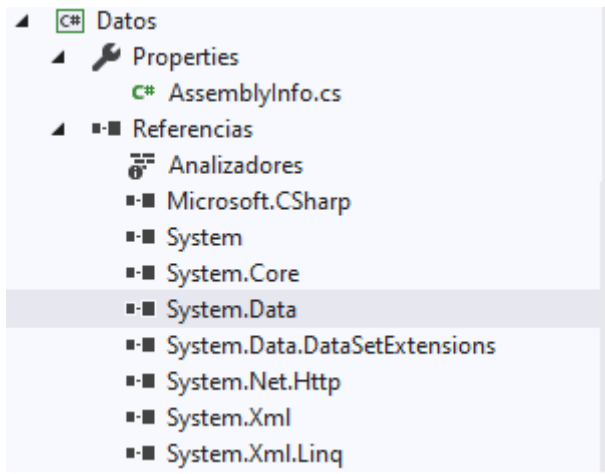 C# Datos
Properties
C# AssemblyInfo.cs
Referencias
Analizadores
Microsoft.CSharp
System
System.Core
System.Data
System.Data.DataSetExtensions
System.Net.Http
System.Xml
System.Xml.Linq